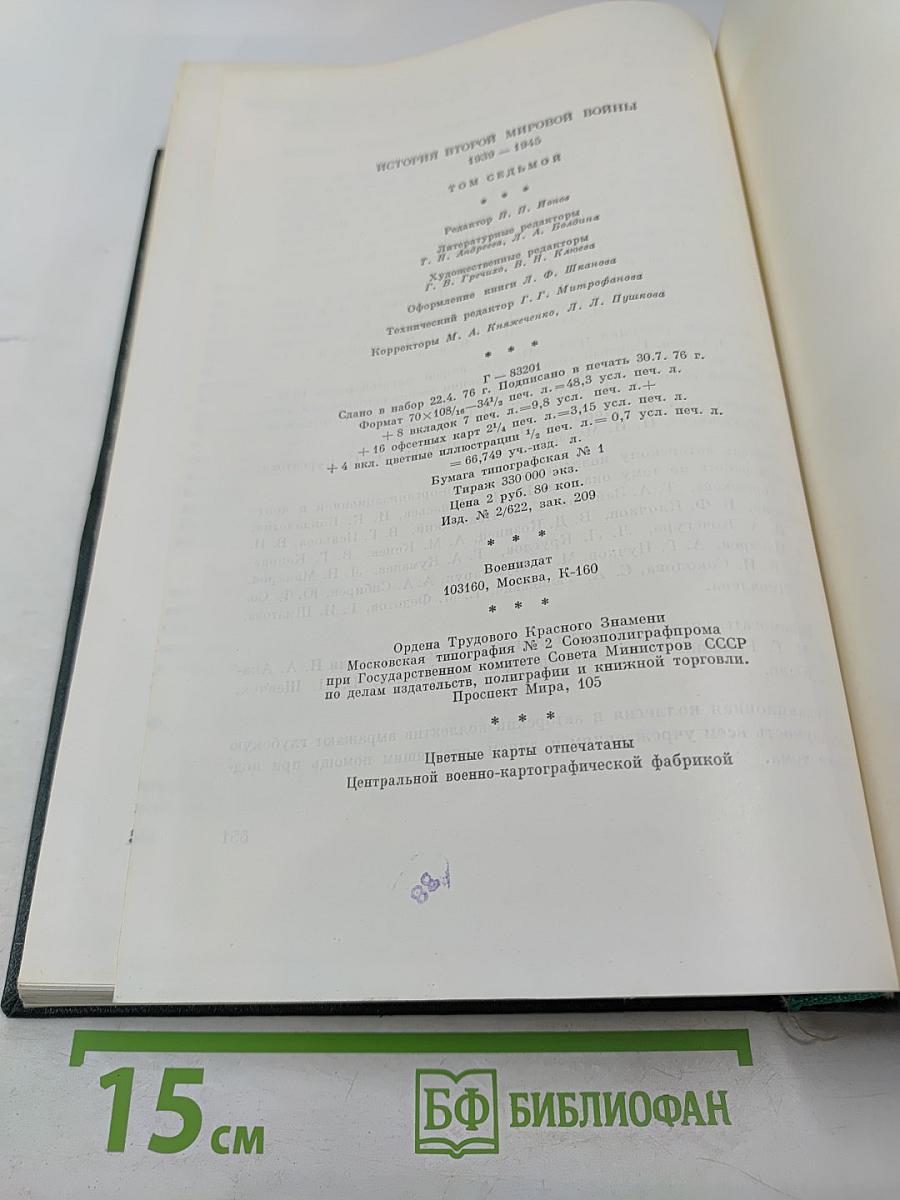 ИСТОРИЯ ВТОРОЙ МИРОВОЙ ВОЙНЫ
1939 — 1945
ТОМ СЕДЬМОЙ
* * *
Редактор П. П. Ионов
Литературные редакторы
Т. Н. Андреева, Л. А. Болдина
Художественные редакторы
Г. В. Гречихо, В. Н. Клюева
Оформление книги Л. Ф. Шканова
Технический редактор Г. Г. Митрофанова
Корректоры М. А. Княжеченко, Л. Л. Пушкова
* * *
Г — 83201
Сдано в набор 22.4. 76 г. Подписано в печать 30.7. 76 г.
Формат 70×108/16—34¹/₂ печ. л.=48,3 усл. печ. л.
+ 8 вкладок 7 печ. л.=9,8 усл. печ. л.+
+ 16 офсетных карт 2¹/₄ печ. л.=3,15 усл. печ. л.
+ 4 вкл. цветные иллюстрации ¹/₂ печ. л.= 0,7 усл. печ. л.
= 66,749 уч.-изд. л.
Бумага типографская № 1
Тираж 330 000 экз.
Цена 2 руб. 80 коп.
Изд. № 2/622, зак. 209
* * *
Воениздат
103160, Москва, К-160
* * *
Ордена Трудового Красного Знамени
Московская типография № 2 Союзполиграфпрома
при Государственном комитете Совета Министров СССР
по делам издательств, полиграфии и книжной торговли.
Проспект Мира, 105
* * *
Цветные карты отпечатаны
Центральной военно-картографической фабрикой
88
15 см
БФ БИБЛИОФАН